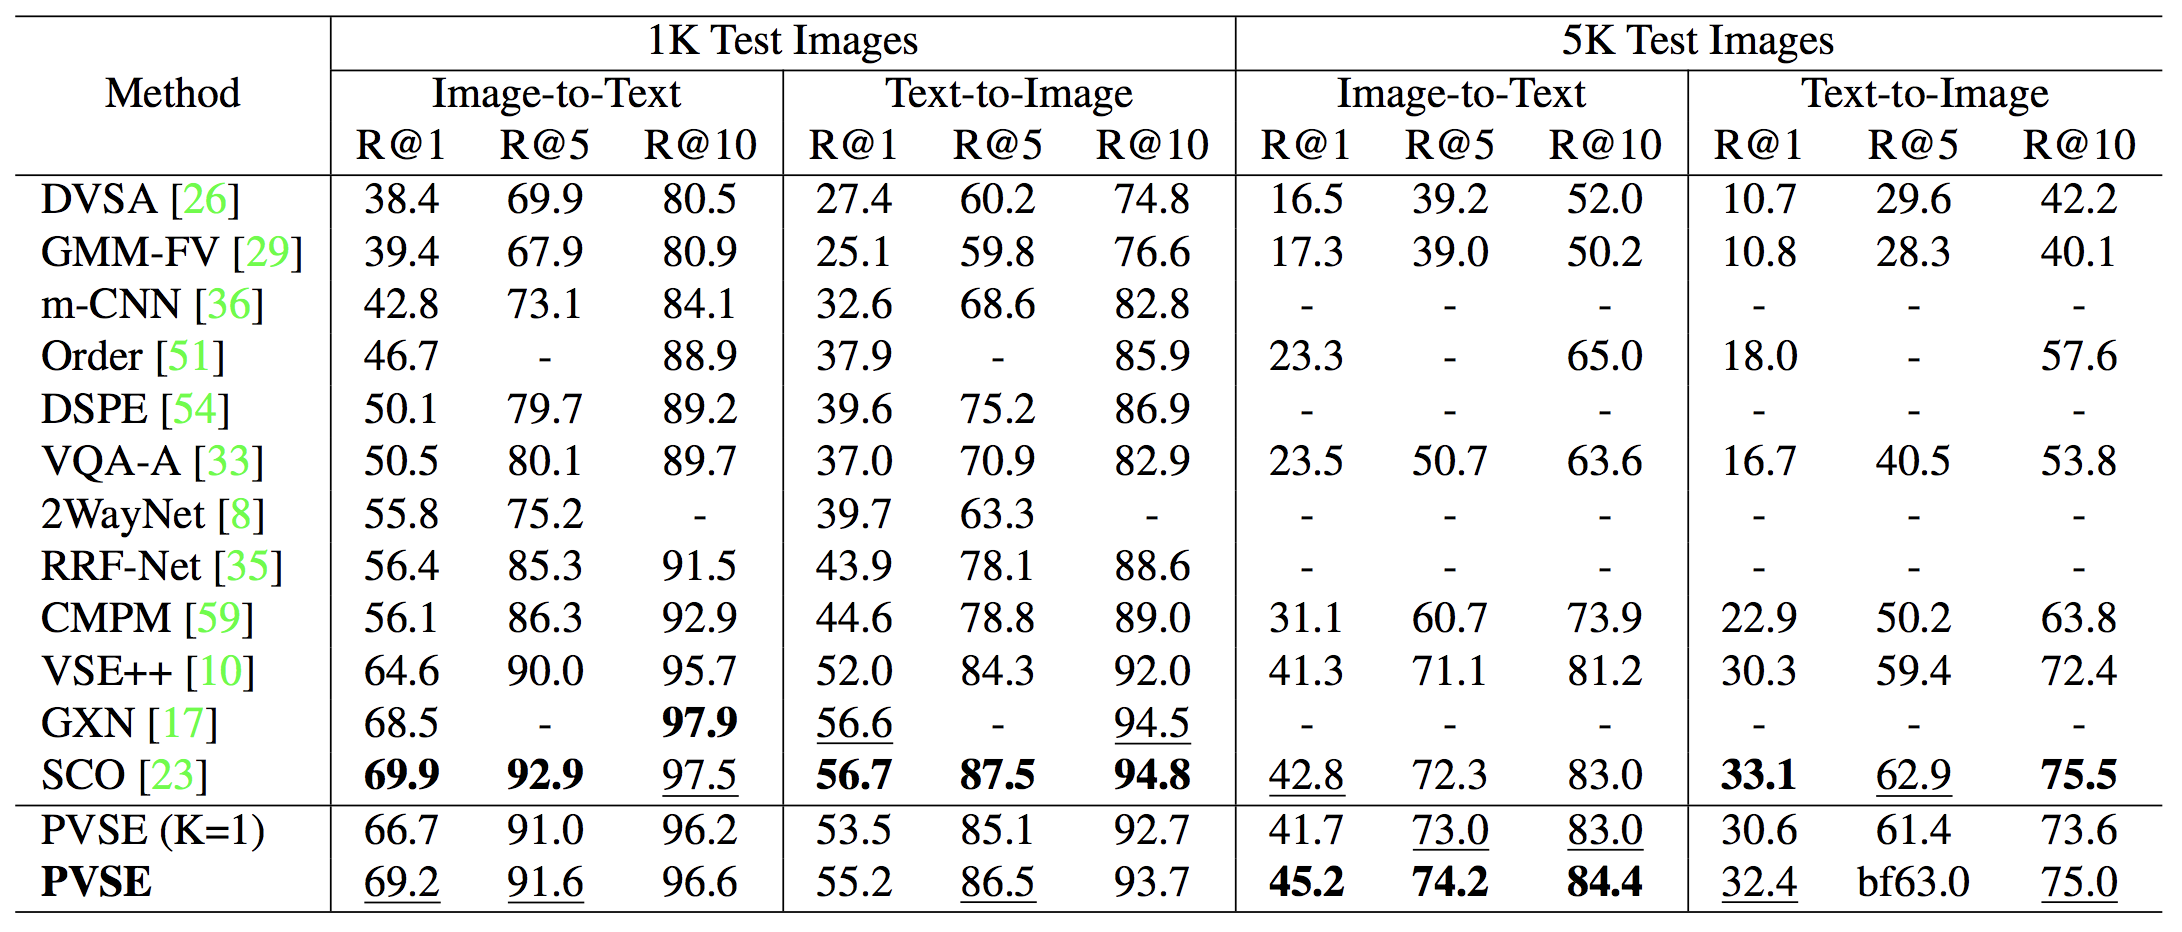 1K Test Images 5K Test Images
Method Image-to-Text Text-to-Image Image-to-Text Text-to-Image
R@1 R@5 R@10 R@1 R@5 R@10 R@1 R@5 R@10 R@1 R@5 R@10
DVSA [26] 38.4 69.9 80.5 27.4 60.2 74.8 16.5 39.2 52.0 10.7 29.6 42.2
GMM-FV [29] 39.4 67.9 80.9 25.1 59.8 76.6 17.3 39.0 50.2 10.8 28.3 40.1
m-CNN [36] 42.8 73.1 84.1 32.6 68.6 82.8 - - - - - -
Order [51] 46.7 - 88.9 37.9 - 85.9 23.3 - 65.0 18.0 - 57.6
DSPE [54] 50.1 79.7 89.2 39.6 75.2 86.9 - - - - - -
VQA-A [33] 50.5 80.1 89.7 37.0 70.9 82.9 23.5 50.7 63.6 16.7 40.5 53.8
2WayNet [8] 55.8 75.2 - 39.7 63.3 - - - - - - -
RRF-Net [35] 56.4 85.3 91.5 43.9 78.1 88.6 - - - - - -
CMPM [59] 56.1 86.3 92.9 44.6 78.8 89.0 31.1 60.7 73.9 22.9 50.2 63.8
VSE++ [10] 64.6 90.0 95.7 52.0 84.3 92.0 41.3 71.1 81.2 30.3 59.4 72.4
GXN [17] 68.5 - 97.9 56.6 - 94.5 - - - - - -
SCO [23] 69.9 92.9 97.5 56.7 87.5 94.8 42.8 72.3 83.0 33.1 62.9 75.5
PVSE (K=1) 66.7 91.0 96.2 53.5 85.1 92.7 41.7 73.0 83.0 30.6 61.4 73.6
PVSE 69.2 91.6 96.6 55.2 86.5 93.7 45.2 74.2 84.4 32.4 bf63.0 75.0